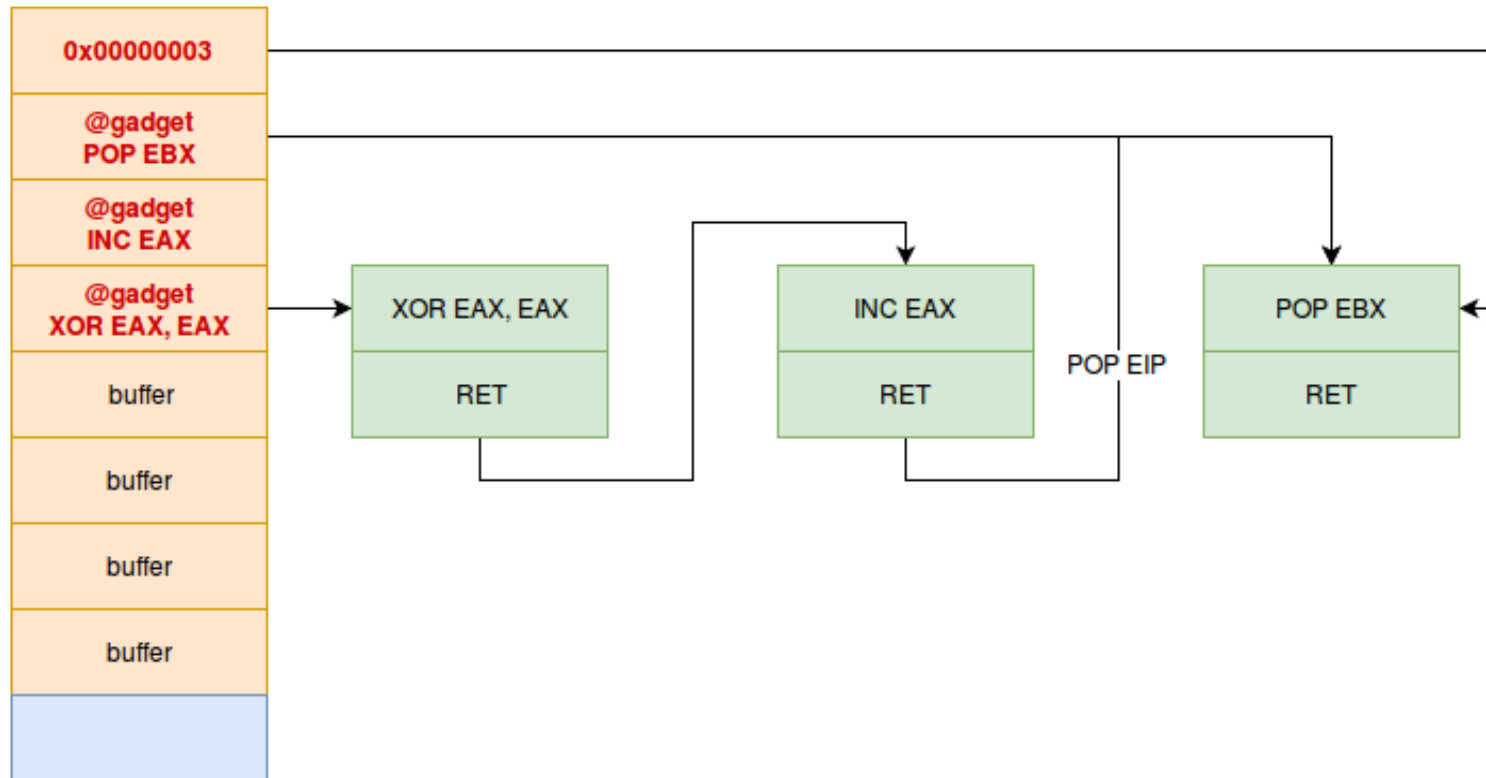 0x00000003
@gadget
POP EBX
@gadget
INC EAX
@gadget
XOR EAX, EAX
buffer
buffer
buffer
buffer
XOR EAX, EAX
RET
INC EAX
RET
POP EIP
POP EBX
RET